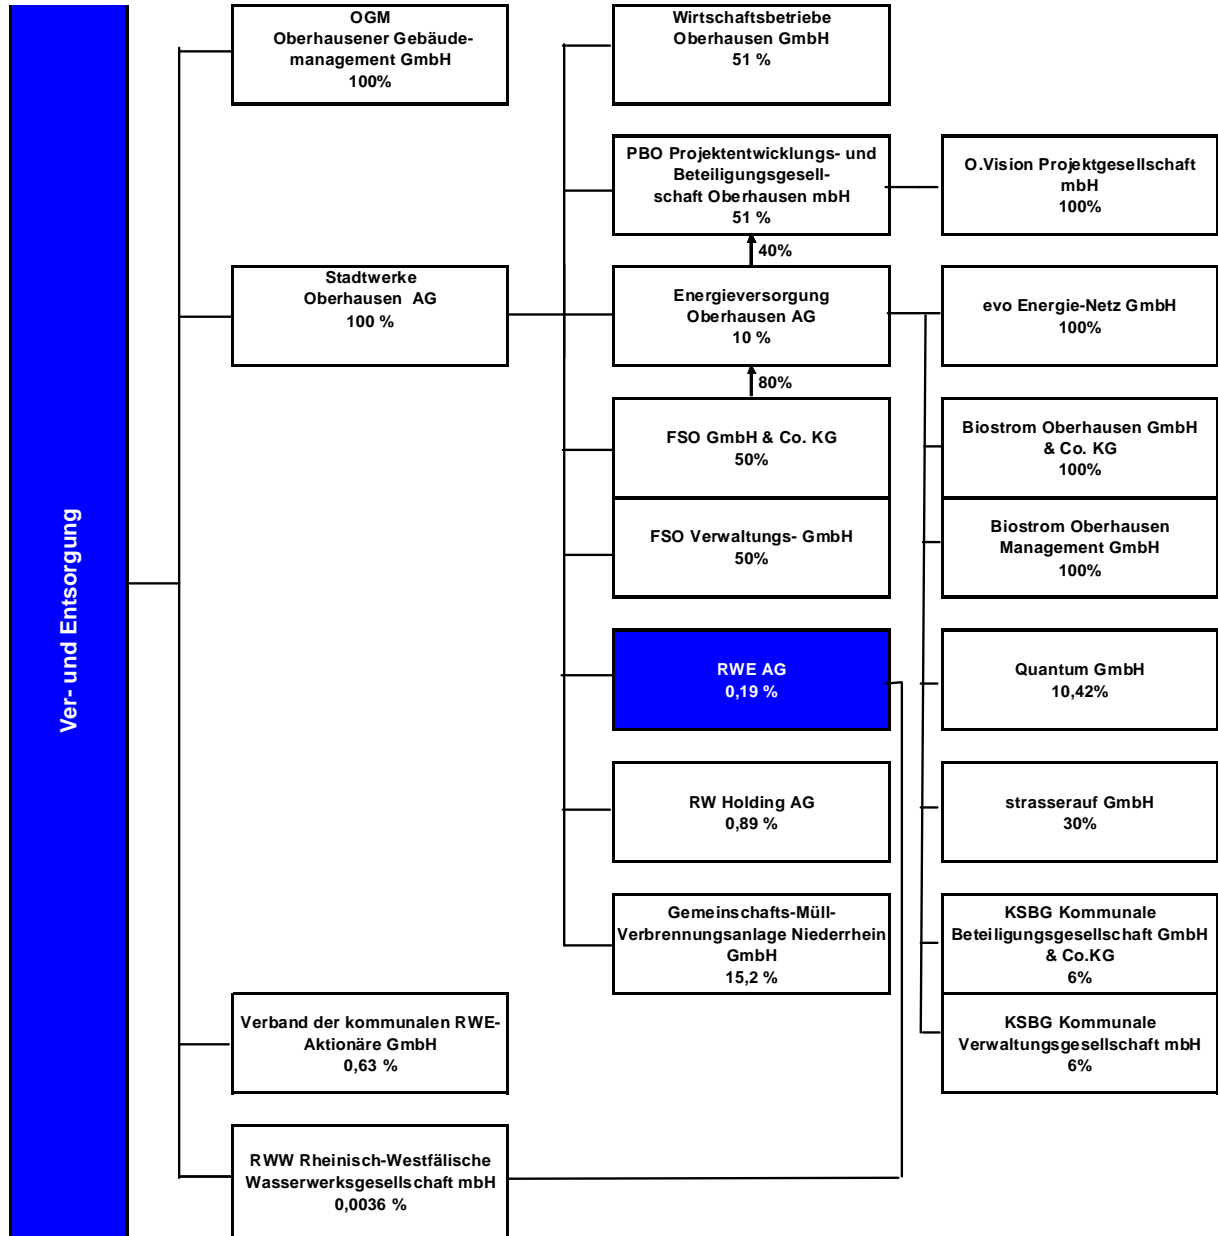 Ver- und Entsorgung
OGM
Oberhausener Gebäude-
management GmbH
100%
Stadtwerke
Oberhausen AG
100 %
Verband der kommunalen RWE-
Aktionäre GmbH
0,63 %
RWW Rheinisch-Westfälische
Wasserwerksgesellschaft mbH
0,0036 %
Wirtschaftsbetriebe
Oberhausen GmbH
51 %
PBO Projektentwicklungs- und
Beteiligungsgesell-
schaft Oberhausen mbH
51 %
40%
Energieversorgung
Oberhausen AG
10 %
80%
FSO GmbH & Co. KG
50%
FSO Verwaltungs- GmbH
50%
RWE AG
0,19 %
RW Holding AG
0,89 %
Gemeinschafts-Müll-
Verbrennungsanlage Niederrhein
GmbH
15,2 %
O.Vision Projektgesellschaft
mbH
100%
evo Energie-Netz GmbH
100%
Biostrom Oberhausen GmbH
& Co. KG
100%
Biostrom Oberhausen
Management GmbH
100%
Quantum GmbH
10,42%
strasserauf GmbH
30%
KSBG Kommunale
Beteiligungsgesellschaft GmbH
& Co.KG
6%
KSBG Kommunale
Verwaltungsgesellschaft mbH
6%